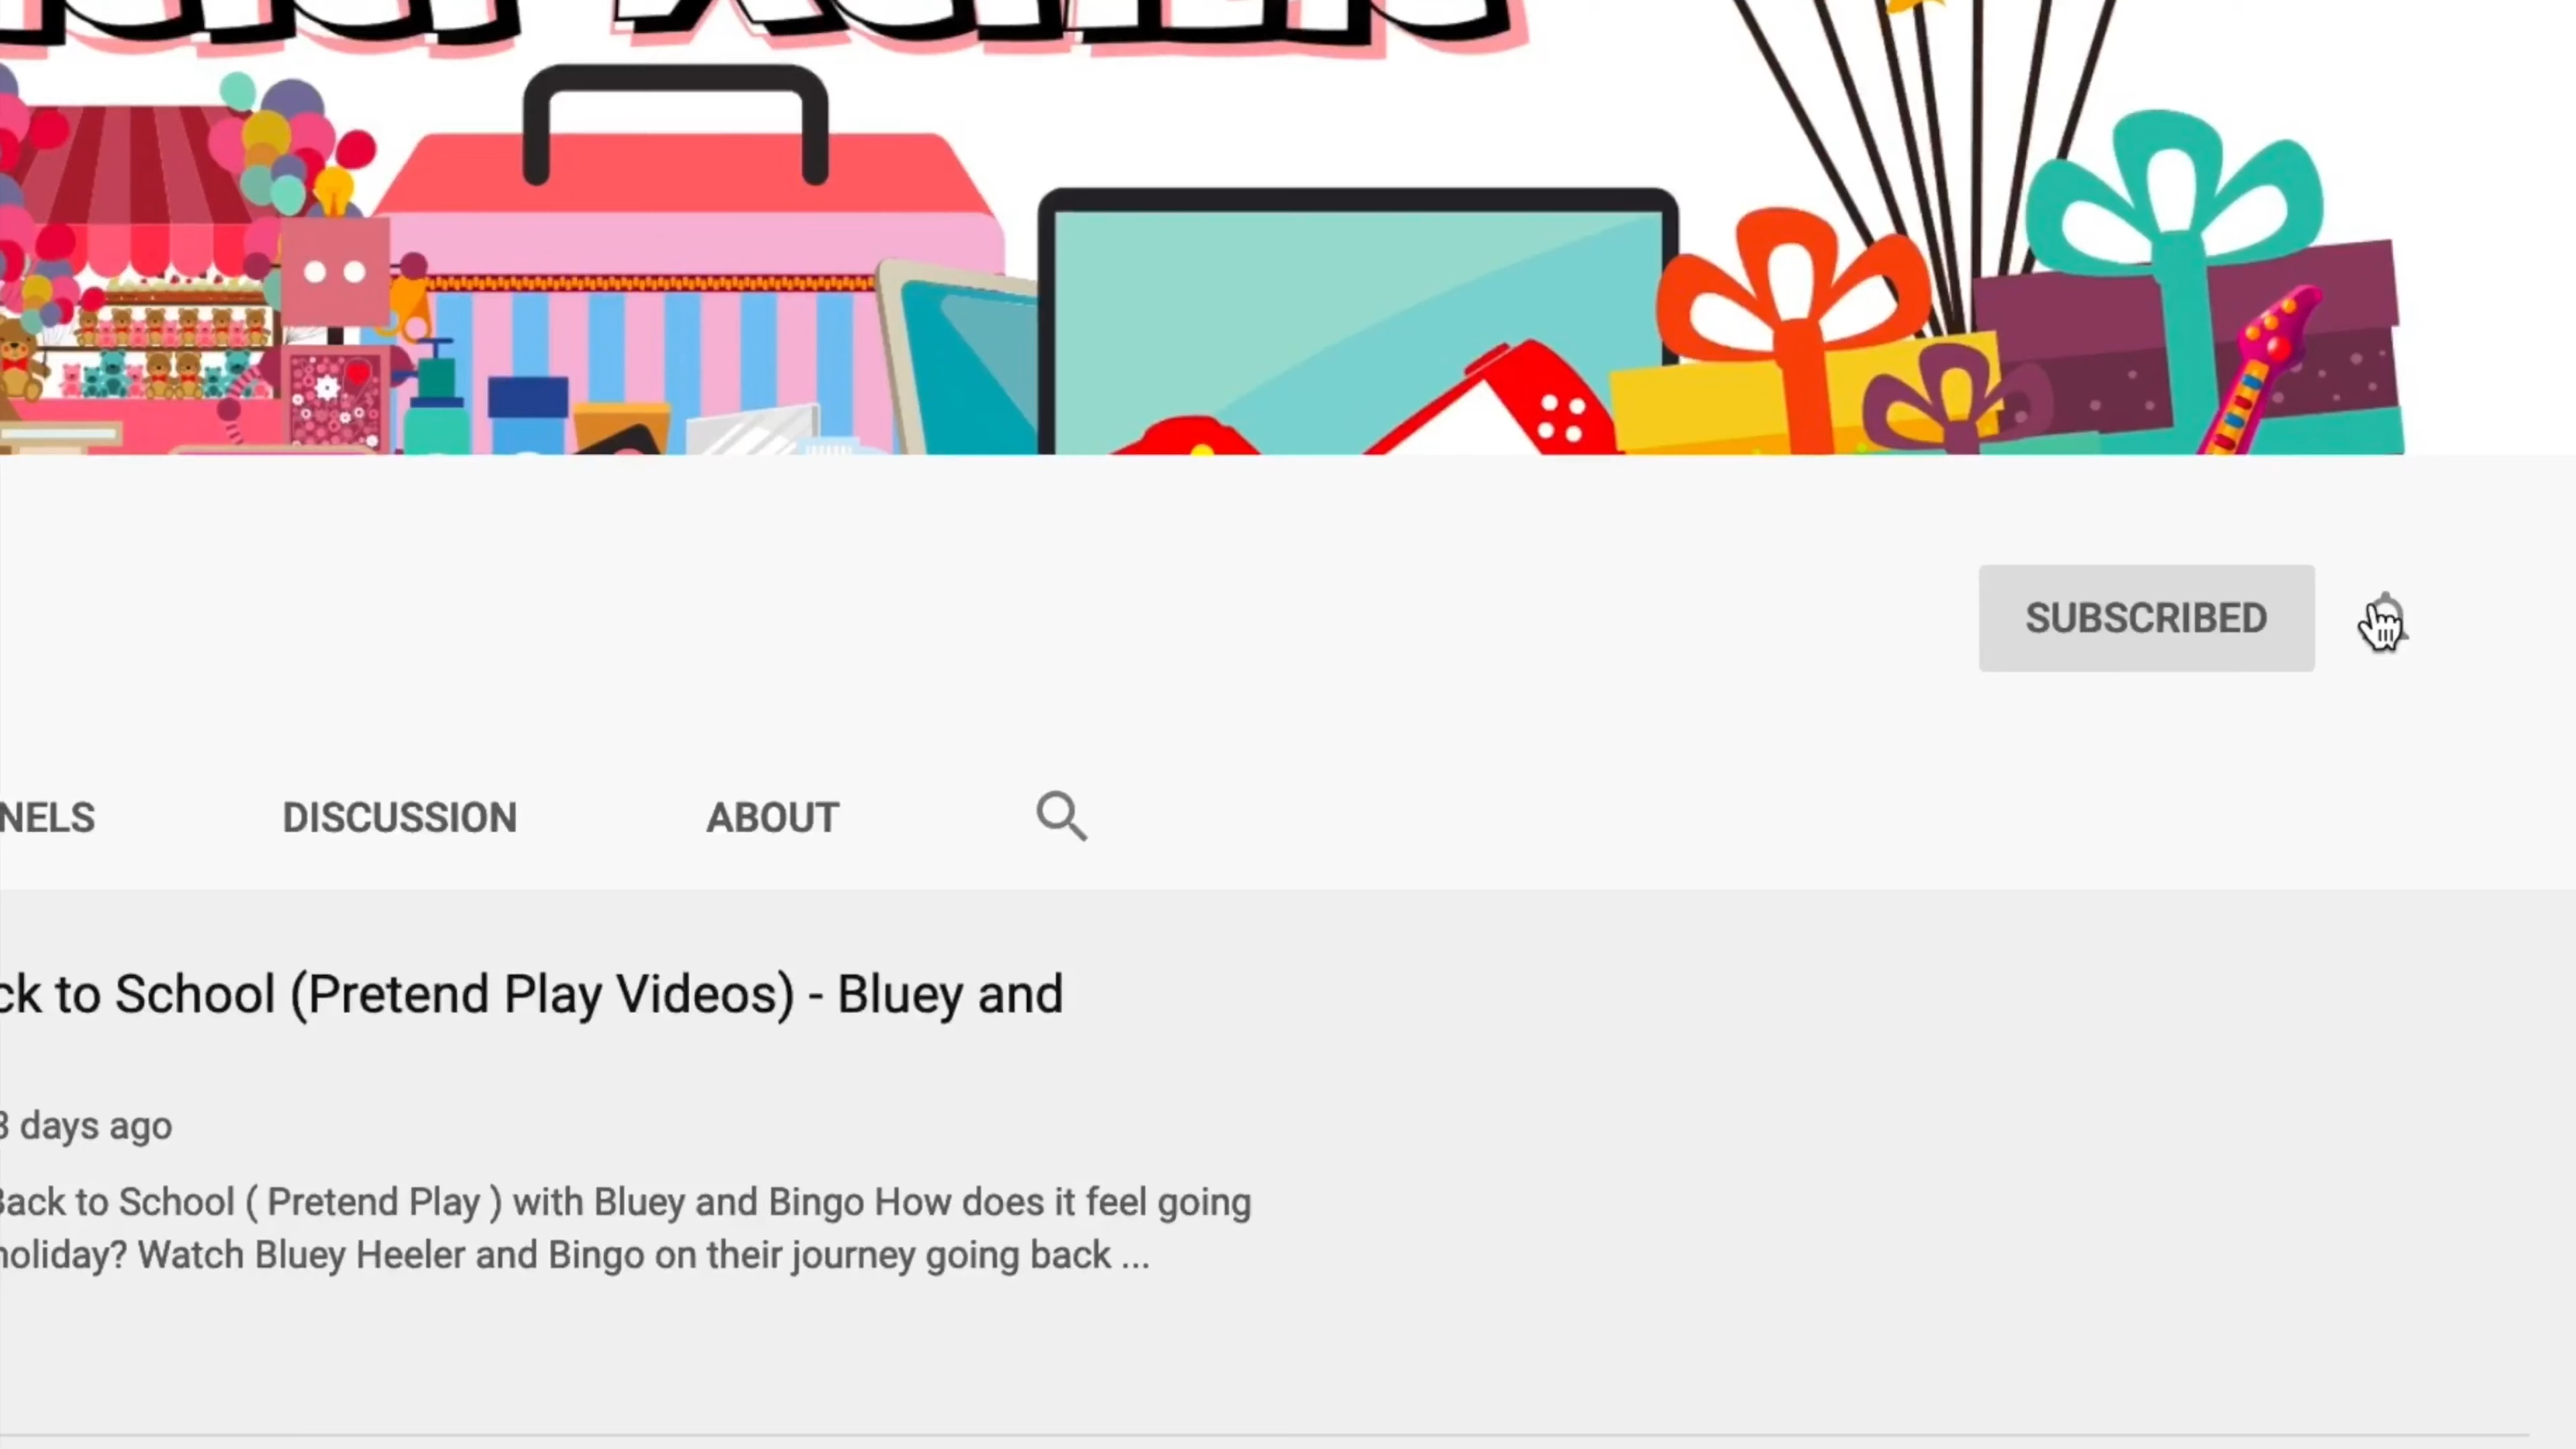 SUBSCRIBED
NELS DISCUSSION ABOUT
ck to School (Pretend Play Videos) - Bluey and
days ago
Back to School ( Pretend Play ) with Bluey and Bingo How does it feel going
holiday? Watch Bluey Heeler and Bingo on their journey going back ...